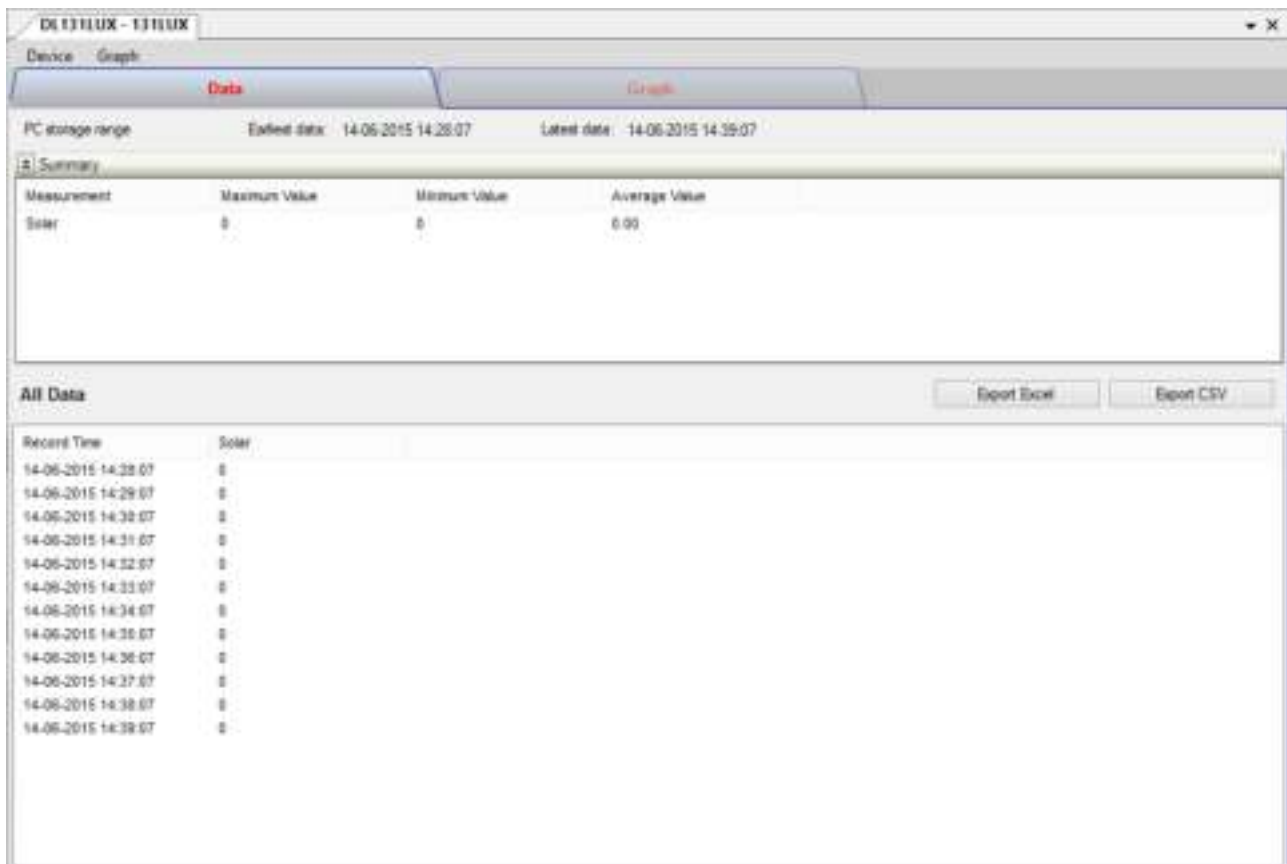 DL131LUX - 131LUX
Device Graph
Data Graph
PC storage range Earliest data: 14-06-2015 14:28:07 Latest data: 14-06-2015 14:39:07
Summary
Measurement Maximum Value Minimum Value Average Value
Solar 0 0 0.00
All Data Export Excel Export CSV
Record Time Solar
14-06-2015 14:28:07 0
14-06-2015 14:29:07 0
14-06-2015 14:30:07 0
14-06-2015 14:31:07 0
14-06-2015 14:32:07 0
14-06-2015 14:33:07 0
14-06-2015 14:34:07 0
14-06-2015 14:35:07 0
14-06-2015 14:36:07 0
14-06-2015 14:37:07 0
14-06-2015 14:38:07 0
14-06-2015 14:39:07 0